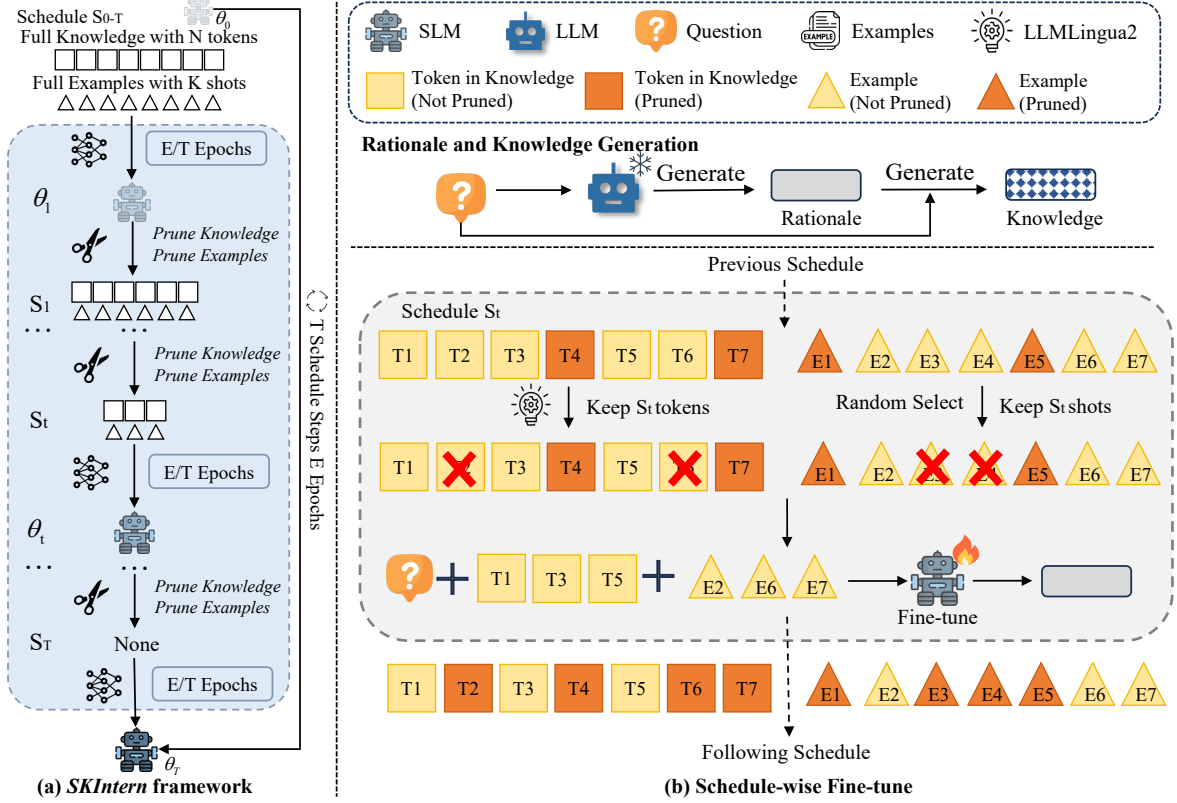 Schedule S0-T
θ0
Full Knowledge with N tokens
Full Examples with K shots
E/T Epochs
θ1
Prune Knowledge
Prune Examples
S1
...
...
Prune Knowledge
Prune Examples
St
E/T Epochs
θt
...
...
Prune Knowledge
Prune Examples
ST
None
E/T Epochs
θT
T Schedule Steps E Epochs
(a) SKIntern framework
SLM
LLM
Question
EXAMPLE
Examples
LLMLingua2
Token in Knowledge
(Not Pruned)
Token in Knowledge
(Pruned)
Example
(Not Pruned)
Example
(Pruned)
Rationale and Knowledge Generation
?
Generate
Rationale
Generate
Knowledge
Previous Schedule
Schedule St
T1 T2 T3 T4 T5 T6 T7
E1 E2 E3 E4 E5 E6 E7
Keep St tokens
Random Select
Keep St shots
T1 T3 T4 T5 T7
E1 E2 E5 E6 E7
? + T1 T3 T5 + E2 E6 E7
Fine-tune
T1 T2 T3 T4 T5 T6 T7
E1 E2 E3 E4 E5 E6 E7
Following Schedule
(b) Schedule-wise Fine-tune